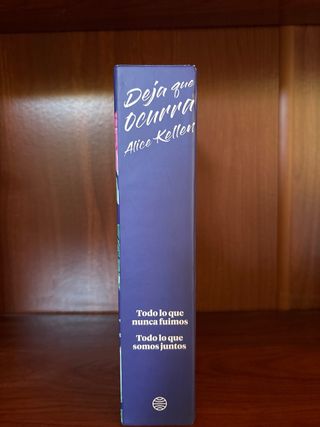 Deja que
ocurra
Alice Kellen
Todo lo que
nunca fuimos
Todo lo que
somos juntos